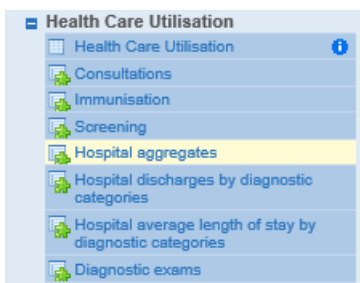 Health Care Utilisation
Health Care Utilisation
Consultations
Immunisation
Screening
Hospital aggregates
Hospital discharges by diagnostic
categories
Hospital average length of stay by
diagnostic categories
Diagnostic exams